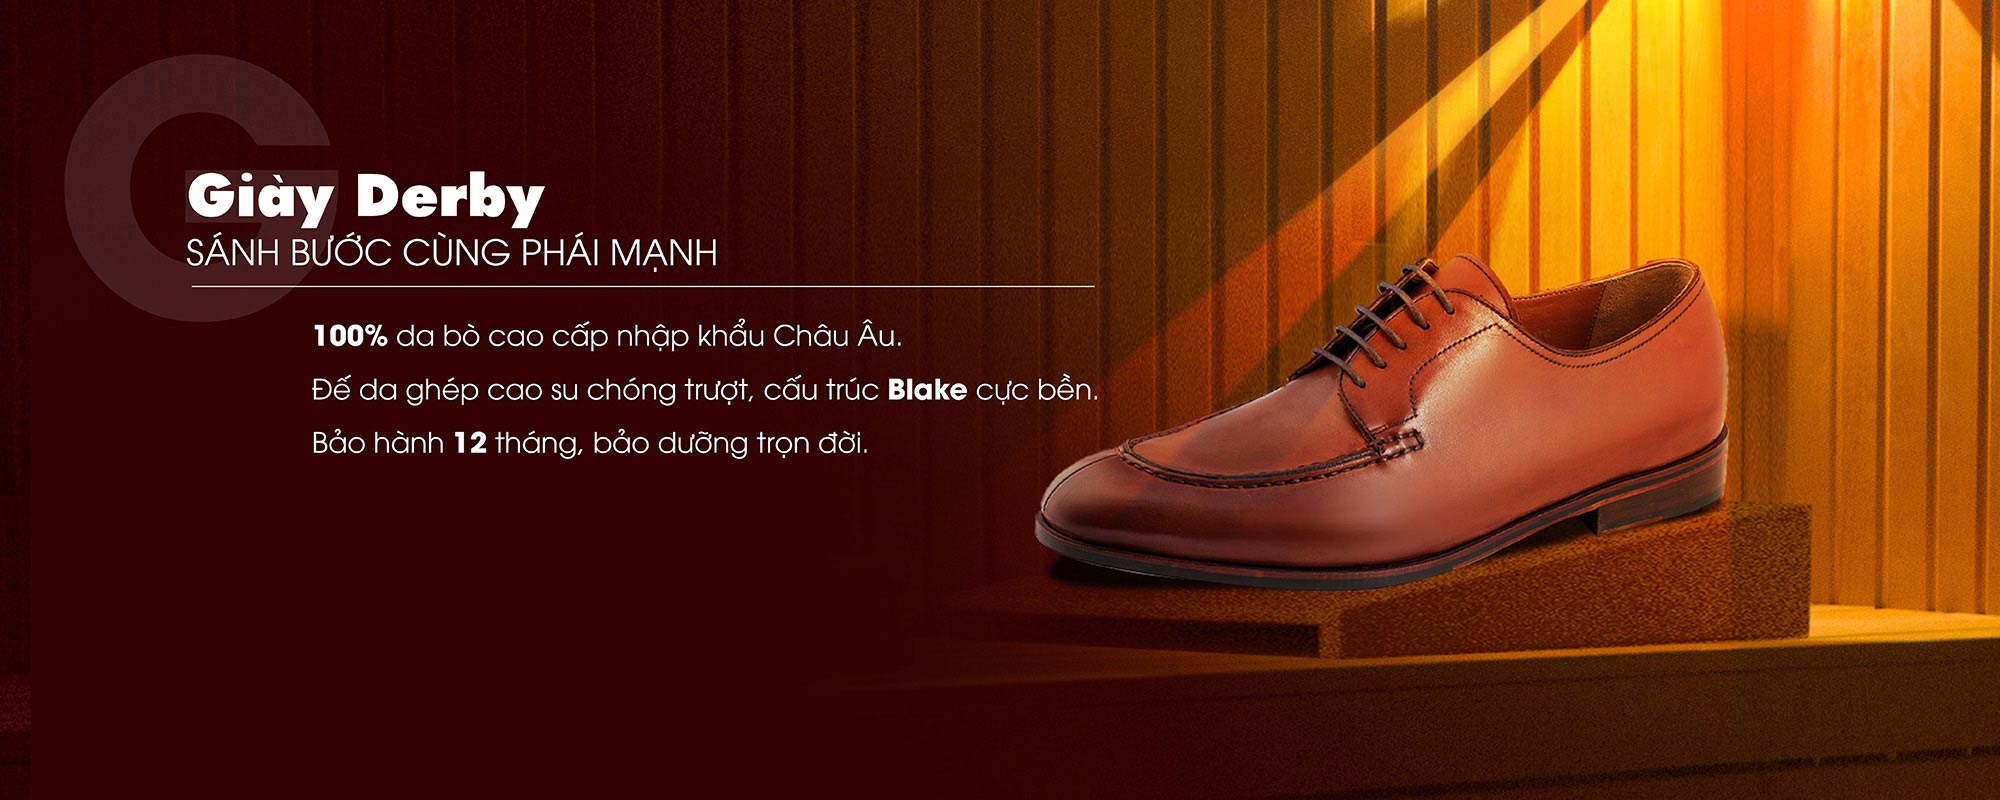 G
Giày Derby
SÁNH BƯỚC CÙNG PHÁI MẠNH
100% da bò cao cấp nhập khẩu Châu Âu.
Đế da ghép cao su chóng trượt, cấu trúc Blake cực bền.
Bảo hành 12 tháng, bảo dưỡng trọn đời.